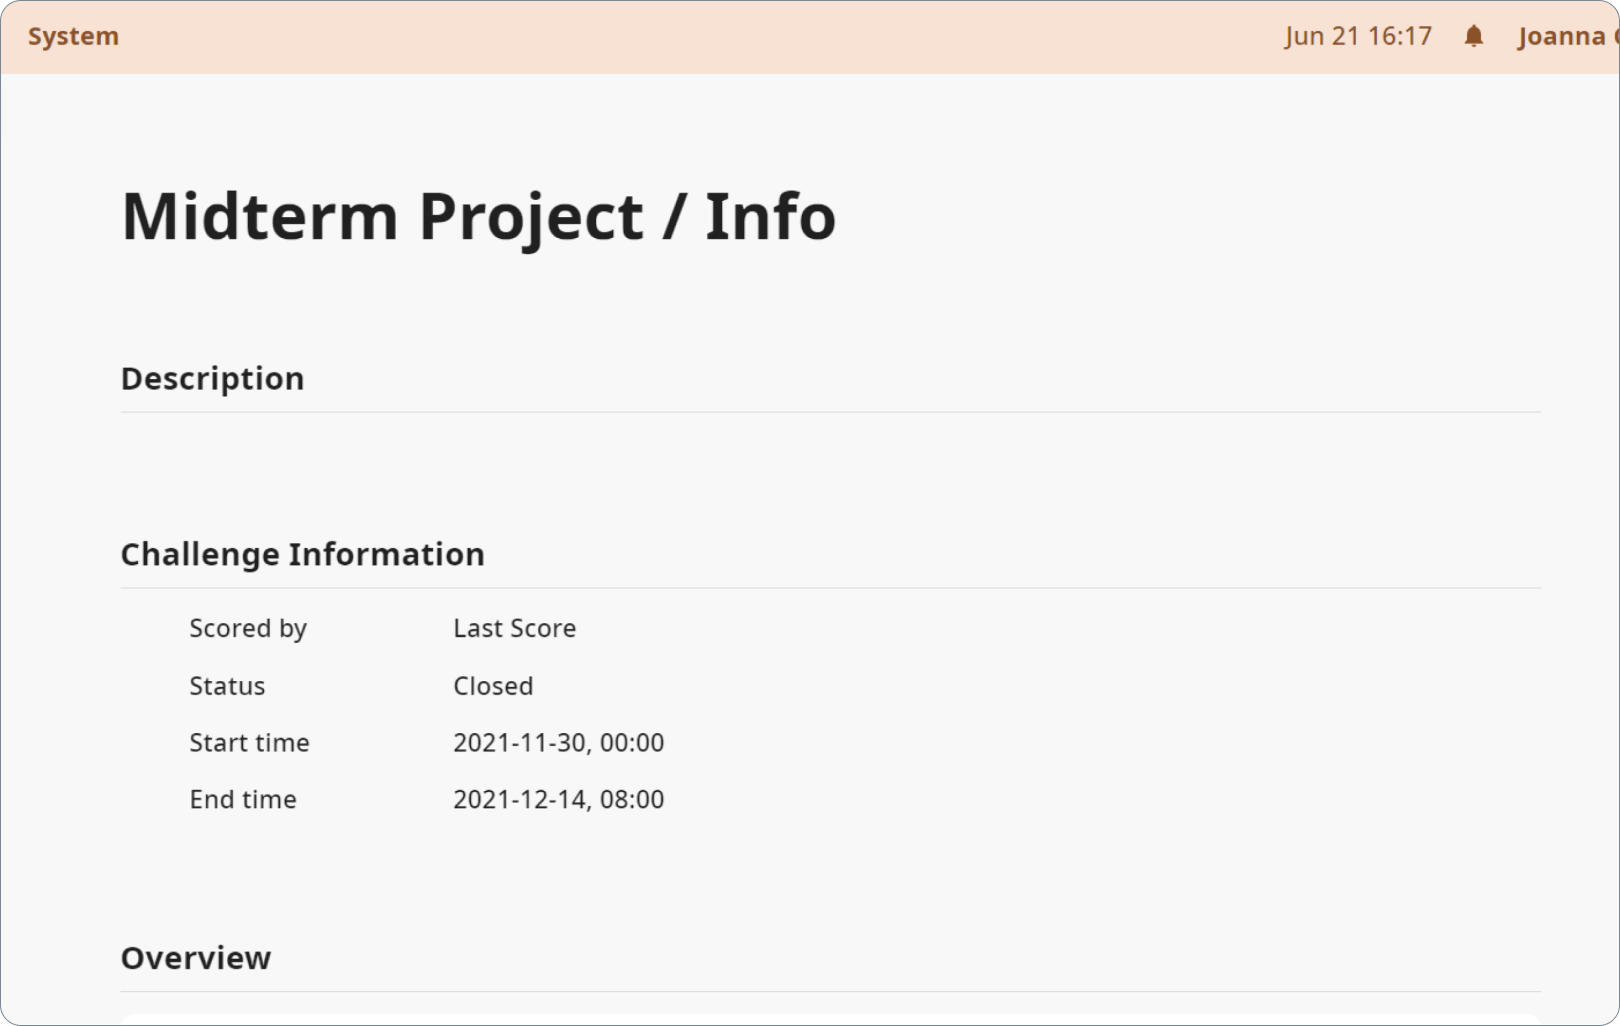 System Jun 21 16:17 Joanna
Midterm Project / Info
Description
Challenge Information
Scored by Last Score
Status Closed
Start time 2021-11-30, 00:00
End time 2021-12-14, 08:00
Overview